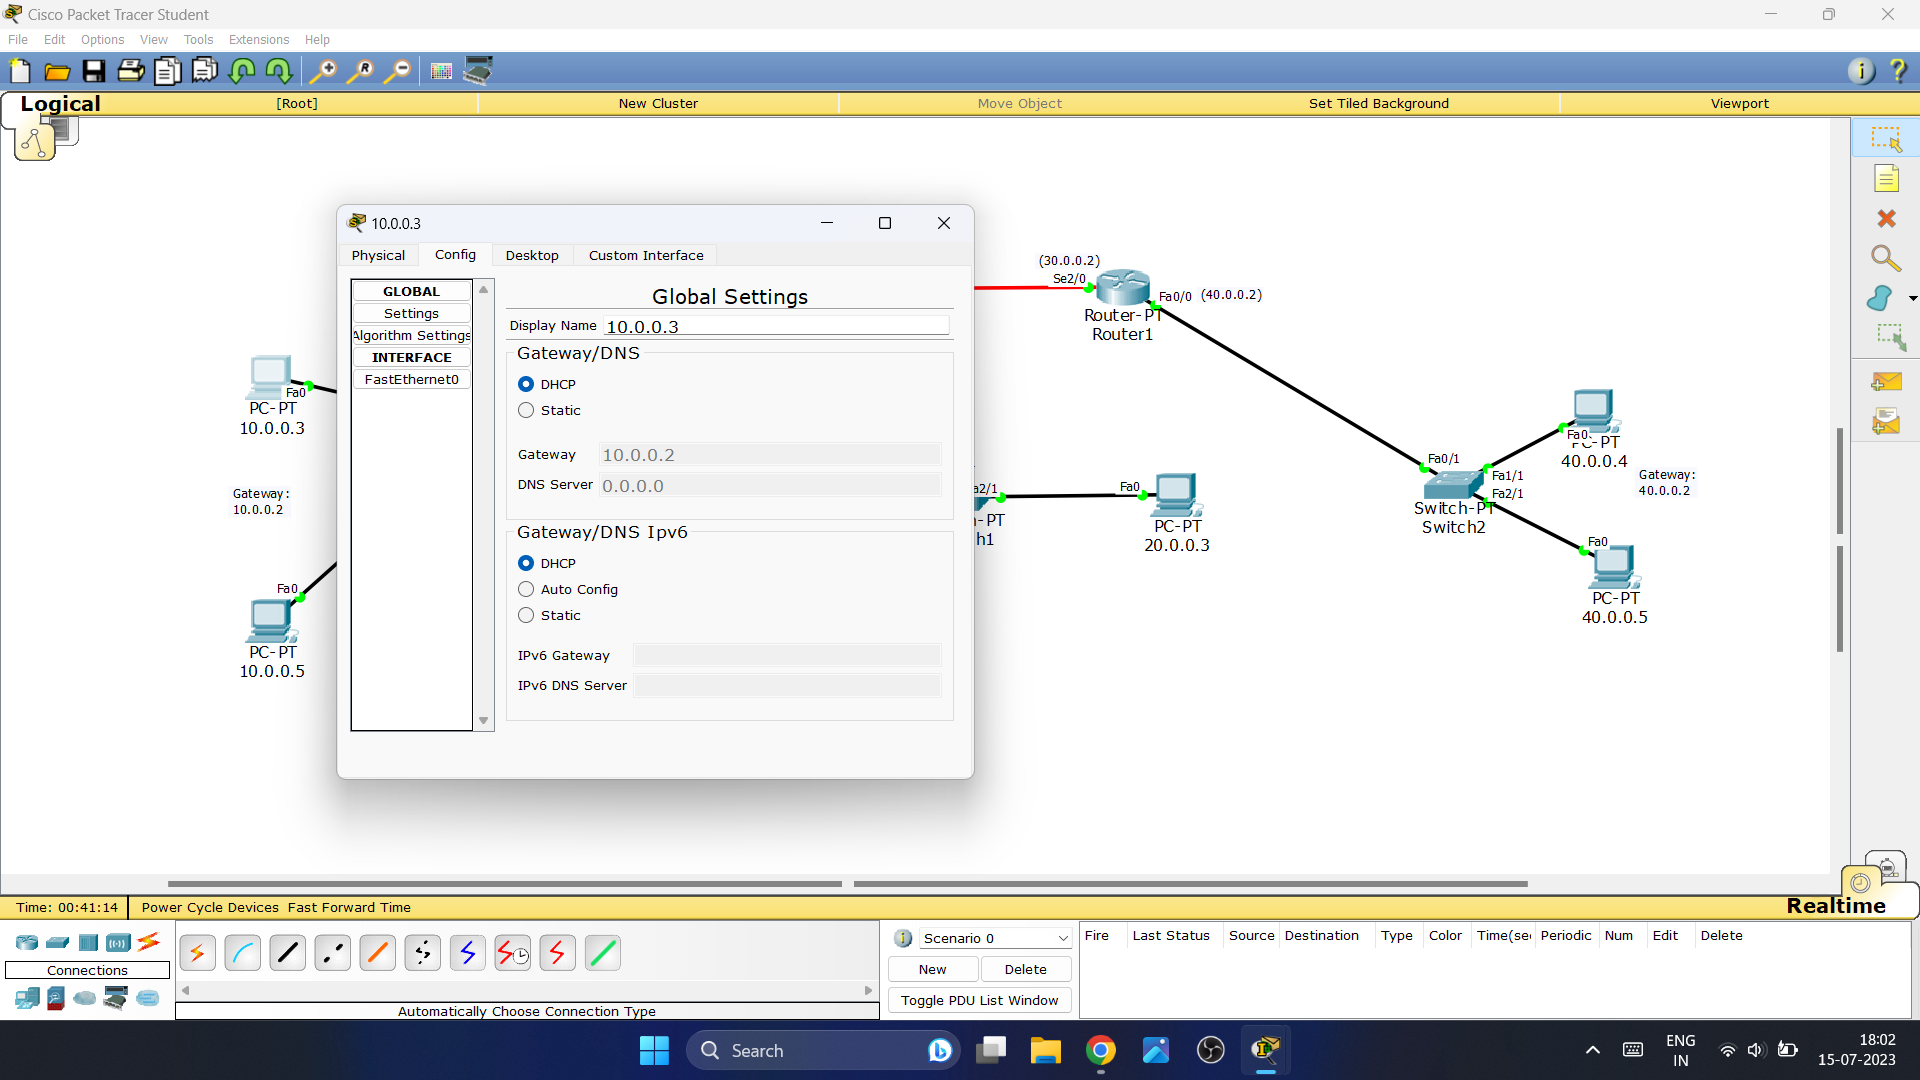 Cisco Packet Tracer Student
File Edit Options View Tools Extensions Help
Logical [Root] New Cluster Move Object Set Tiled Background Viewport
10.0.0.3
Physical Config Desktop Custom Interface
GLOBAL
Settings
Algorithm Settings
INTERFACE
FastEthernet0
Global Settings
Display Name 10.0.0.3
Gateway/DNS
DHCP
Static
Gateway 10.0.0.2
DNS Server 0.0.0.0
Gateway/DNS Ipv6
DHCP
Auto Config
Static
IPv6 Gateway
IPv6 DNS Server
Fa0
PC-PT
10.0.0.3
Gateway:
10.0.0.2
Fa0
PC-PT
10.0.0.5
(30.0.0.2)
Se2/0
Fa0/0 (40.0.0.2)
Router-PT
Router1
a2/1
-PT
h1
Fa0
PC-PT
20.0.0.3
Fa0/1
Fa1/1
Fa2/1
Switch-PT
Switch2
Fa0
PC-PT
40.0.0.4
Gateway:
40.0.0.2
Fa0
PC-PT
40.0.0.5
Time: 00:41:14 Power Cycle Devices Fast Forward Time
Realtime
Connections
Automatically Choose Connection Type
Scenario 0
New Delete
Toggle PDU List Window
Fire Last Status Source Destination Type Color Time(sec Periodic Num Edit Delete
Search
ENG
IN
18:02
15-07-2023